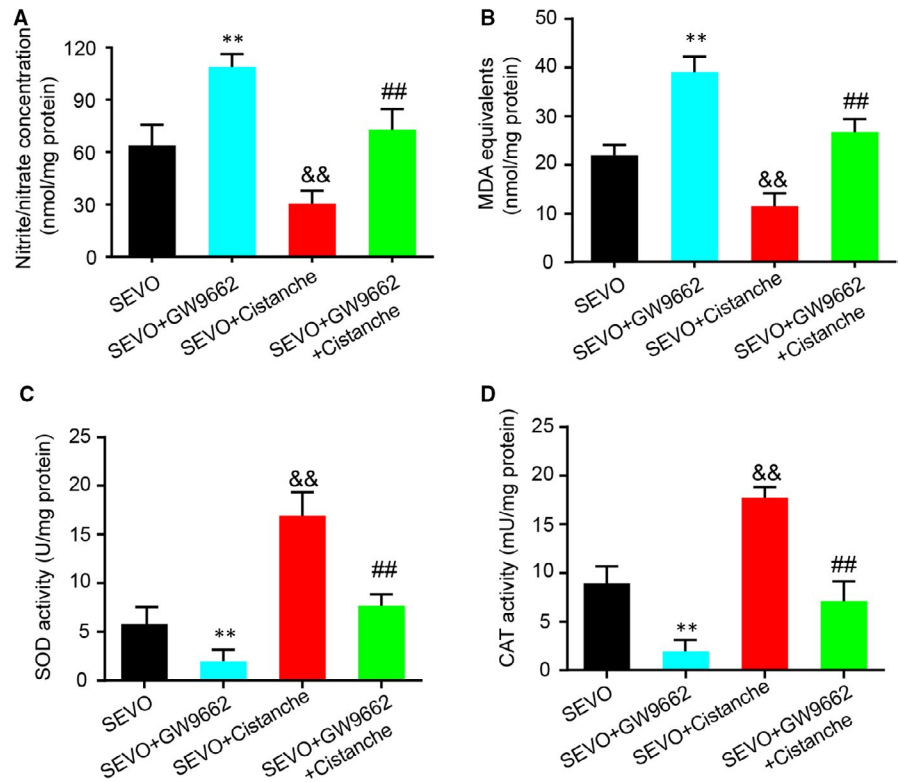 A
Nitrite/nitrate concentration
(nmol/mg protein)
120
90
60
30
0
**
&&
##
SEVO
SEVO+GW9662
SEVO+Cistanche
SEVO+GW9662
+Cistanche
B
MDA equivalents
(nmol/mg protein)
50
40
30
20
10
0
**
&&
##
SEVO
SEVO+GW9662
SEVO+Cistanche
SEVO+GW9662
+Cistanche
C
SOD activity (U/mg protein)
25
20
15
10
5
0
**
&&
##
SEVO
SEVO+GW9662
SEVO+Cistanche
SEVO+GW9662
+Cistanche
D
CAT activity (mU/mg protein)
25
20
15
10
5
0
**
&&
##
SEVO
SEVO+GW9662
SEVO+Cistanche
SEVO+GW9662
+Cistanche